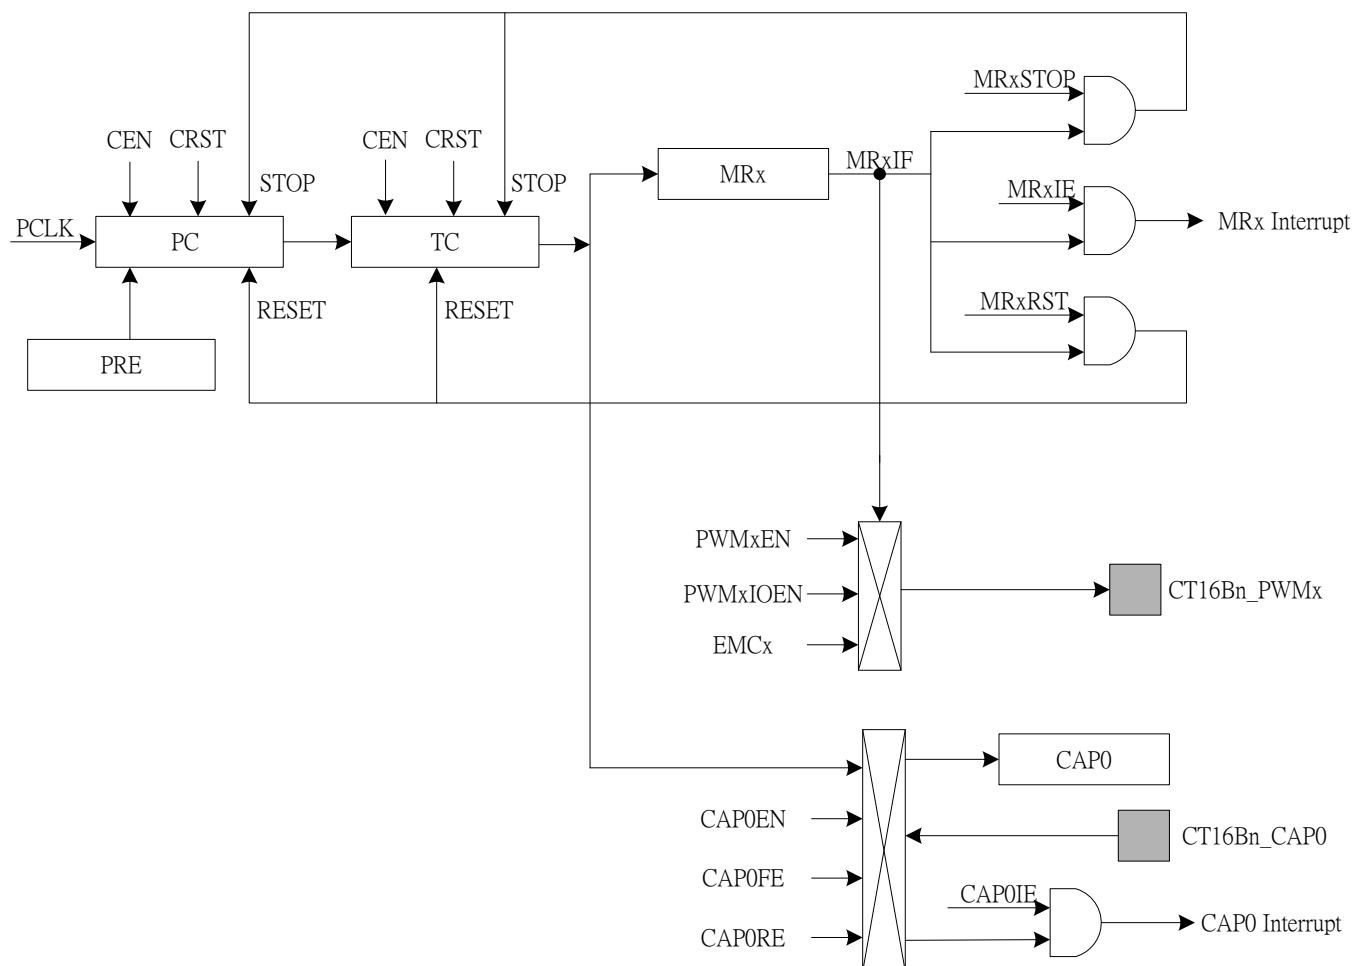 MRxSTOP
CEN
CRST
CEN
CRST
MRxIF
MRx
STOP
STOP
MRxIE
PCLK
PC
TC
MRx Interrupt
RESET
RESET
MRxRST
PRE
PWMxEN
PWMxIOEN
CT16Bn_PWMx
EMCx
CAP0
CAP0EN
CT16Bn_CAP0
CAP0FE
CAP0IE
CAP0RE
CAP0 Interrupt